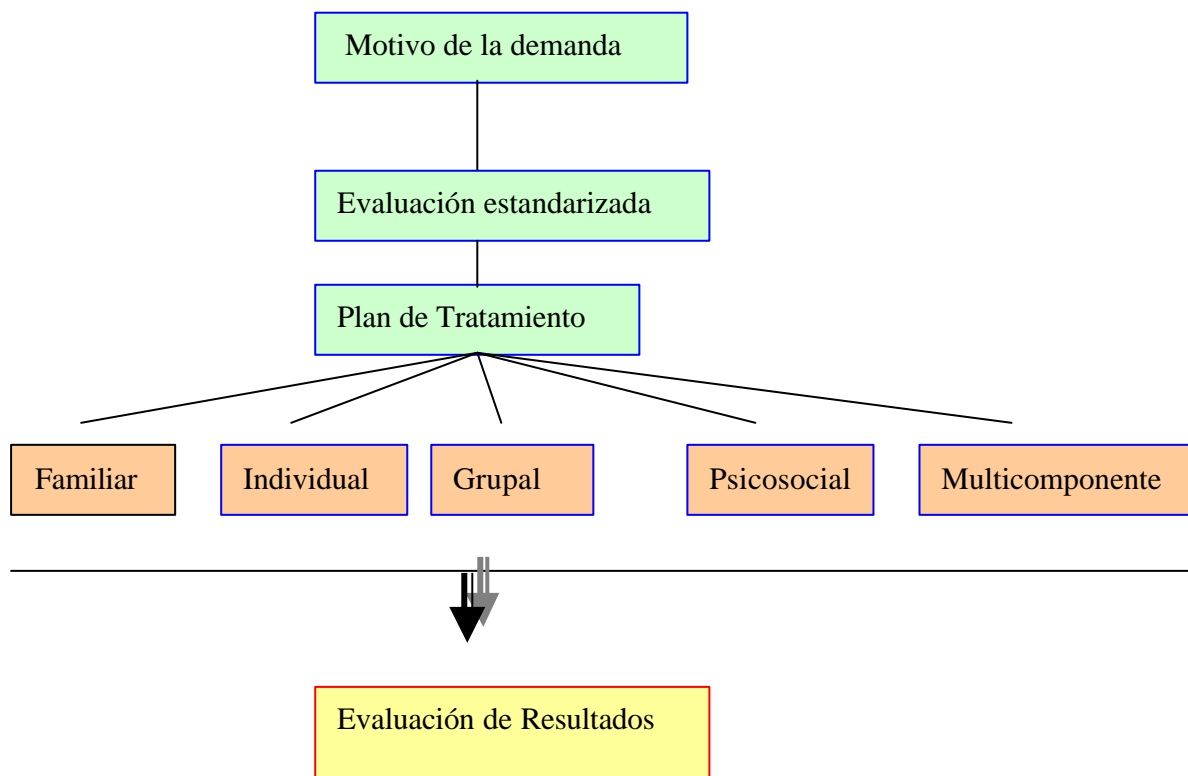 Motivo de la demanda
Evaluación estandarizada
Plan de Tratamiento
Familiar
Individual
Grupal
Psicosocial
Multicomponente
Evaluación de Resultados